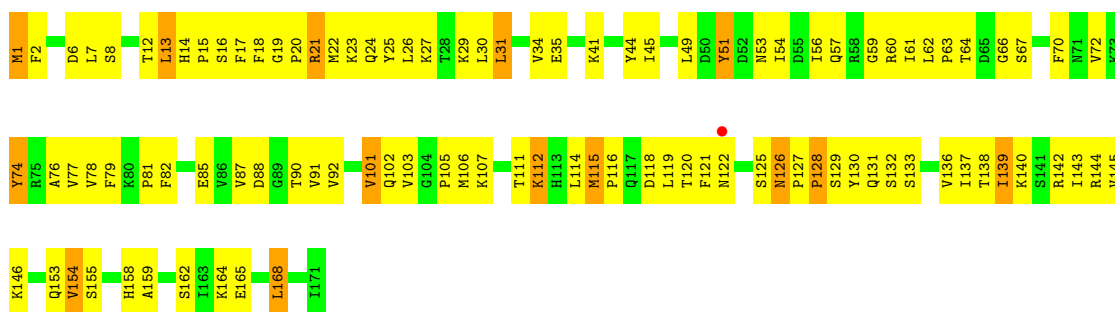 M1 F2 D6 L7 S8 T12 L13 H14 P15 S16 F17 F18 G19 P20 R21 M22 K23 Q24 Y25 L26 K27 T28 K29 L30 L31 V34 E35 K41 Y44 I45 L49 D50 Y51 D52 N53 I54 D55 I56 Q57 R58 G59 R60 I61 L62 P63 T64 D65 G66 S67 F70 N71 V72 K73
Y74 R75 A76 V77 V78 F79 K80 P81 F82 E85 V86 V87 D88 G89 T90 V91 V92 V101 Q102 V103 G104 P105 M106 K107 T111 K112 H113 L114 M115 P116 Q117 D118 L119 T120 F121 N122 S125 N126 P127 P128 S129 Y130 Q131 S132 S133 V136 I137 T138 I139 K140 S141 R142 I143 R144 V145
K146 Q153 V154 S155 H158 A159 S162 I163 K164 E165 L168 I171